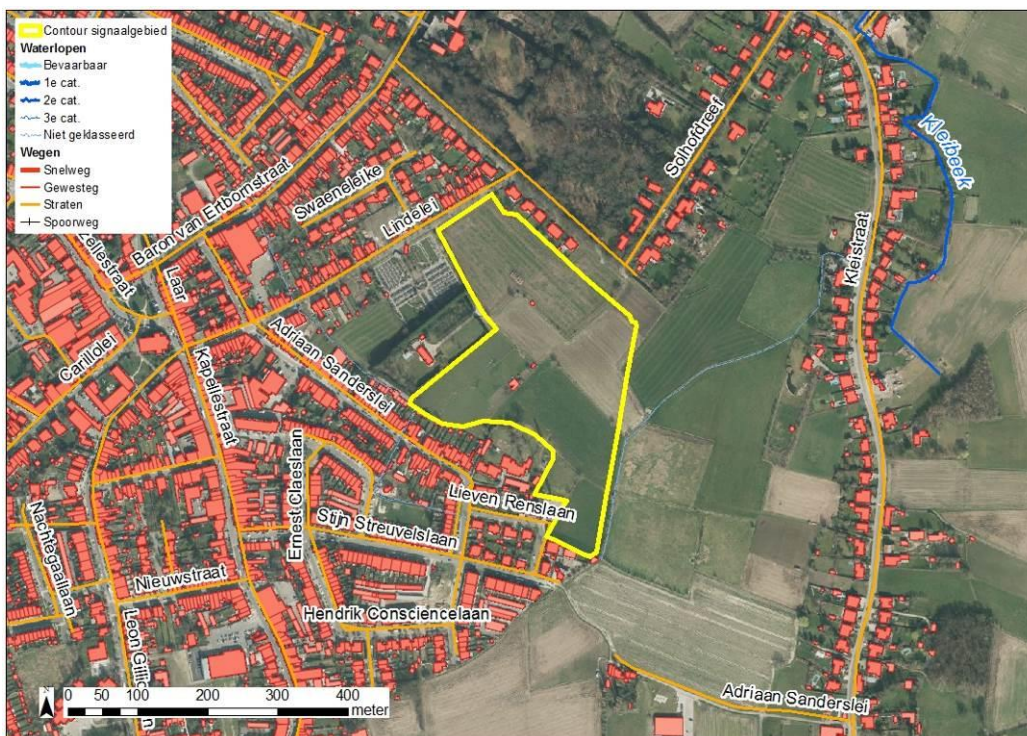 Contour signaalgebied
Waterlopen
Bevaarbaar
1e cat.
2e cat.
3e cat.
Niet geklasseerd
Wegen
Snelweg
Gewesteg
Straten
Spoorweg
Solhofdreef
Kleibeek
Baron van Ertbornstraat
Swaeneleike
Lindelei
Kleistraat
Laar
Carillolei
Adriaan Sanderslei
Kapellestraat
Ernest Claeslaan
Lieven Renslaan
Stijn Streuvelslaan
Nachtegaallaan
Nieuwstraat
Hendrik Consciencelaan
Adriaan Sanderslei
0 50 100 200 300 400
meter